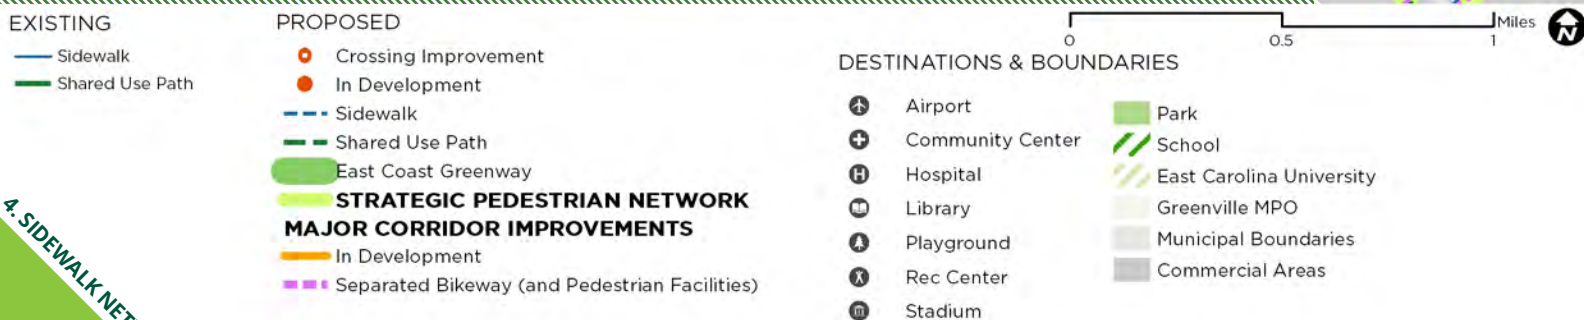 EXISTING
Sidewalk
Shared Use Path
PROPOSED
Crossing Improvement
In Development
Sidewalk
Shared Use Path
East Coast Greenway
STRATEGIC PEDESTRIAN NETWORK
MAJOR CORRIDOR IMPROVEMENTS
In Development
Separated Bikeway (and Pedestrian Facilities)
0 0.5 1 Miles
N
DESTINATIONS & BOUNDARIES
Airport
Community Center
H Hospital
Library
Playground
Rec Center
Stadium
Park
School
East Carolina University
Greenville MPO
Municipal Boundaries
Commercial Areas
4. SIDEWALK NET